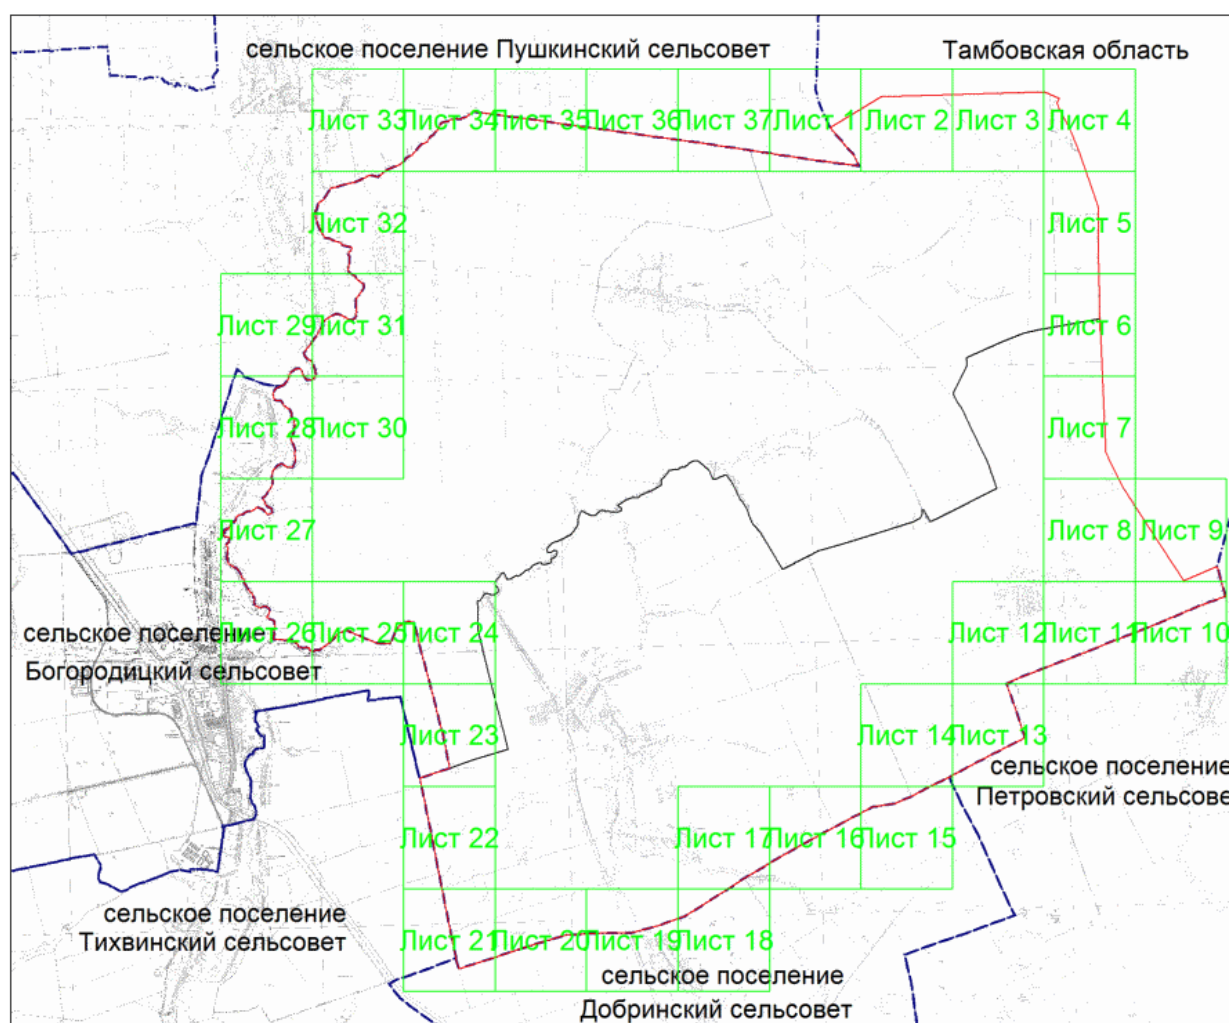 сельское поселение Пушкинский сельсовет
Тамбовская область
Лист 33
Лист 34
Лист 35
Лист 36
Лист 37
Лист 1
Лист 2
Лист 3
Лист 4
Лист 32
Лист 5
Лист 29
Лист 31
Лист 6
Лист 28
Лист 30
Лист 7
Лист 27
Лист 8
Лист 9
Лист 26
Лист 25
Лист 24
Лист 12
Лист 11
Лист 10
сельское поселение
Богородицкий сельсовет
Лист 23
Лист 14
Лист 13
сельское поселение
Петровский сельсове
Лист 22
Лист 17
Лист 16
Лист 15
сельское поселение
Тихвинский сельсовет
Лист 21
Лист 20
Лист 19
Лист 18
сельское поселение
Добринский сельсовет